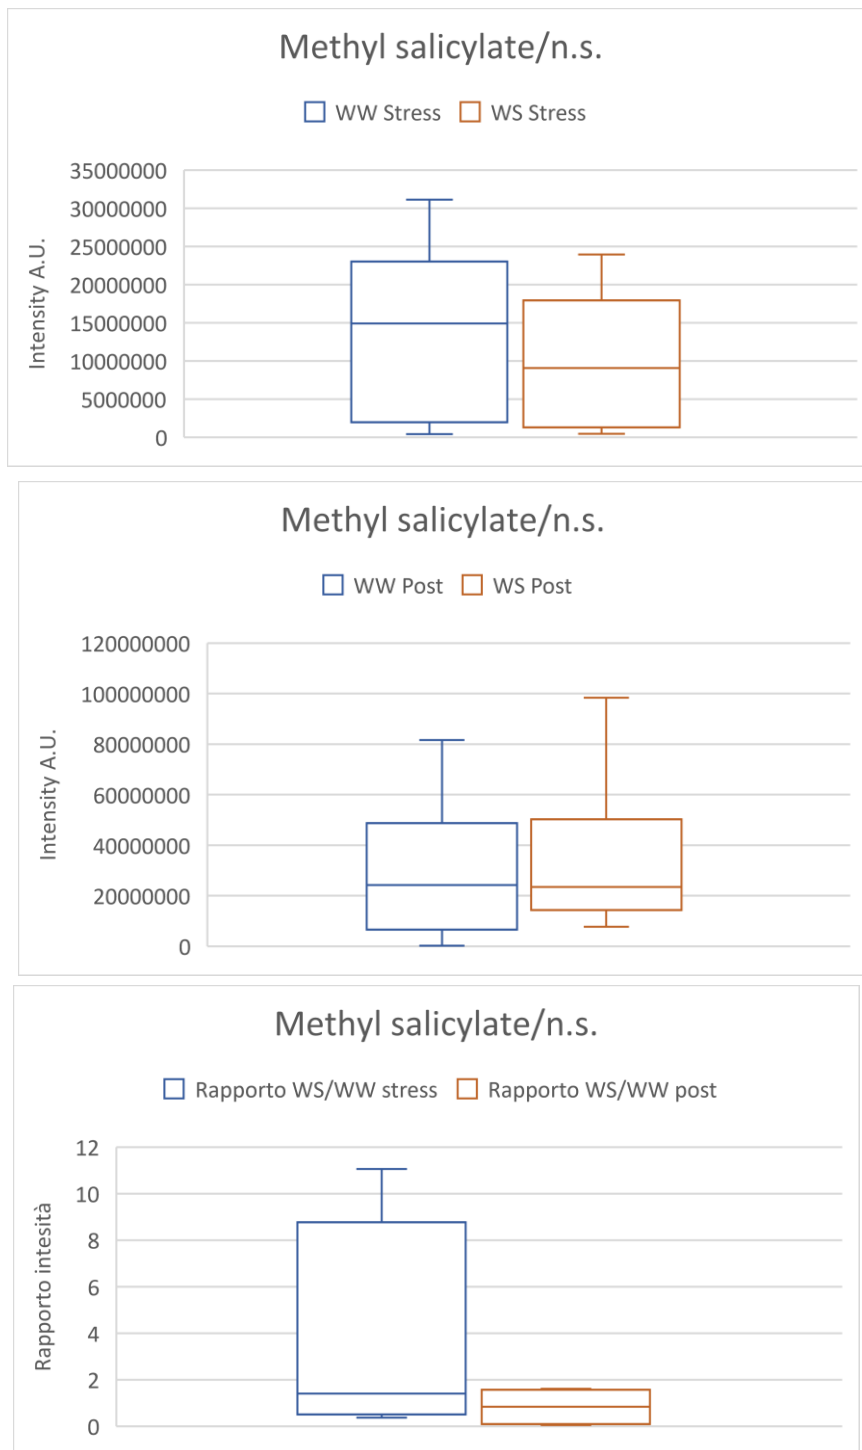 Methyl salicylate/n.s.
WW Stress WS Stress
Intensity A.U.
35000000
30000000
25000000
20000000
15000000
10000000
5000000
0
Methyl salicylate/n.s.
WW Post WS Post
Intensity A.U.
120000000
100000000
80000000
60000000
40000000
20000000
0
Methyl salicylate/n.s.
Rapporto WS/WW stress Rapporto WS/WW post
Rapporto intesità
12
10
8
6
4
2
0